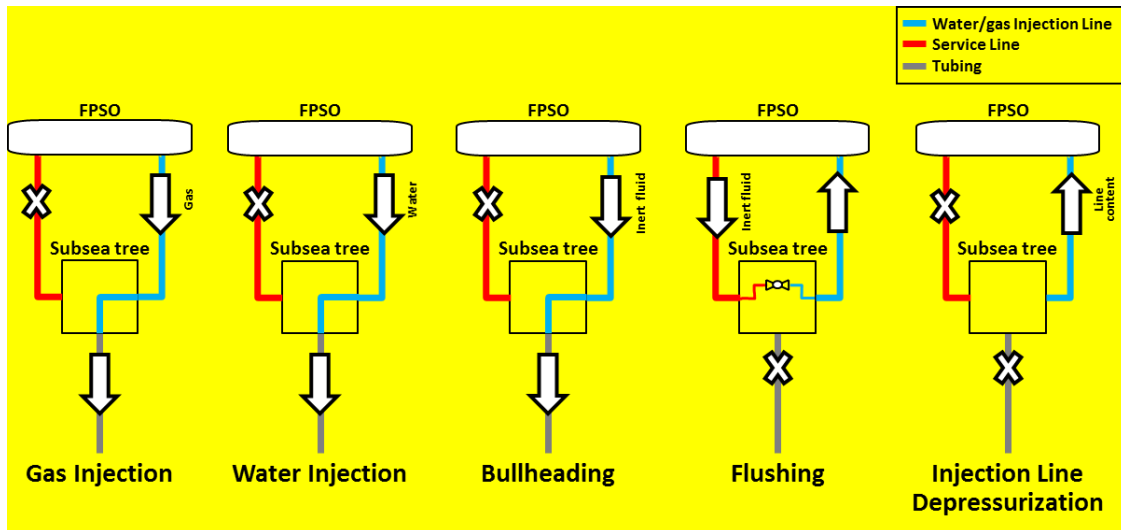 Water/gas Injection Line
Service Line
Tubing
FPSO
FPSO
FPSO
FPSO
FPSO
Gas
Water
Inert fluid
Inert fluid
Line
content
Subsea tree
Subsea tree
Subsea tree
Subsea tree
Subsea tree
Gas Injection
Water Injection
Bullheading
Flushing
Injection Line
Depressurization